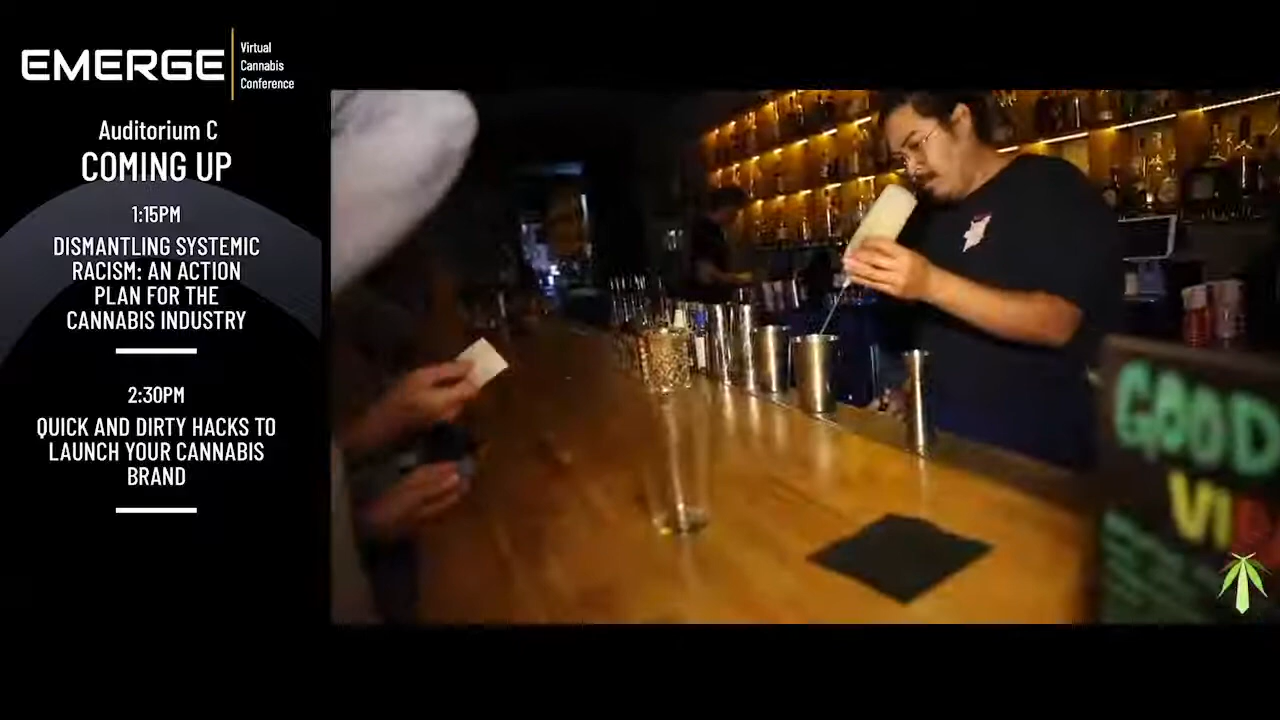 EMERGE
Virtual
Cannabis
Conference
Auditorium C
COMING UP
1:15PM
DISMANTLING SYSTEMIC
RACISM: AN ACTION
PLAN FOR THE
CANNABIS INDUSTRY
2:30PM
QUICK AND DIRTY HACKS TO
LAUNCH YOUR CANNABIS
BRAND
GOOD